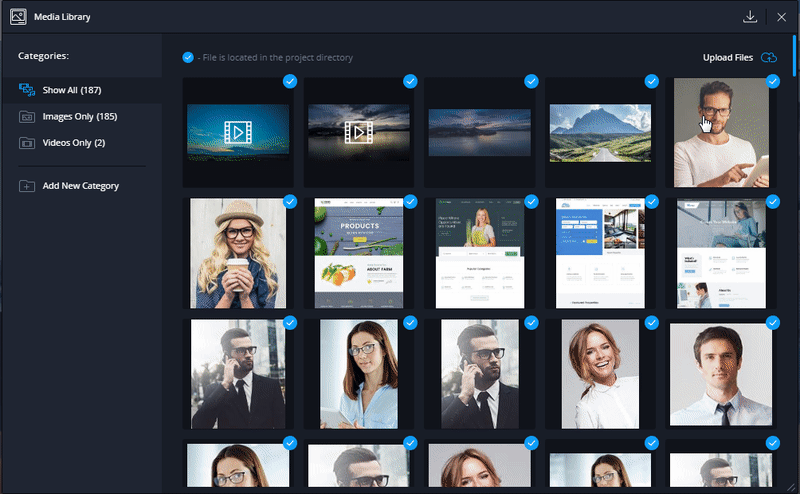 Media Library
Categories:
- File is located in the project directory
Upload Files
Show All (187)
Images Only (185)
Videos Only (2)
Add New Category
PRODUCTS
ABOUT FARM